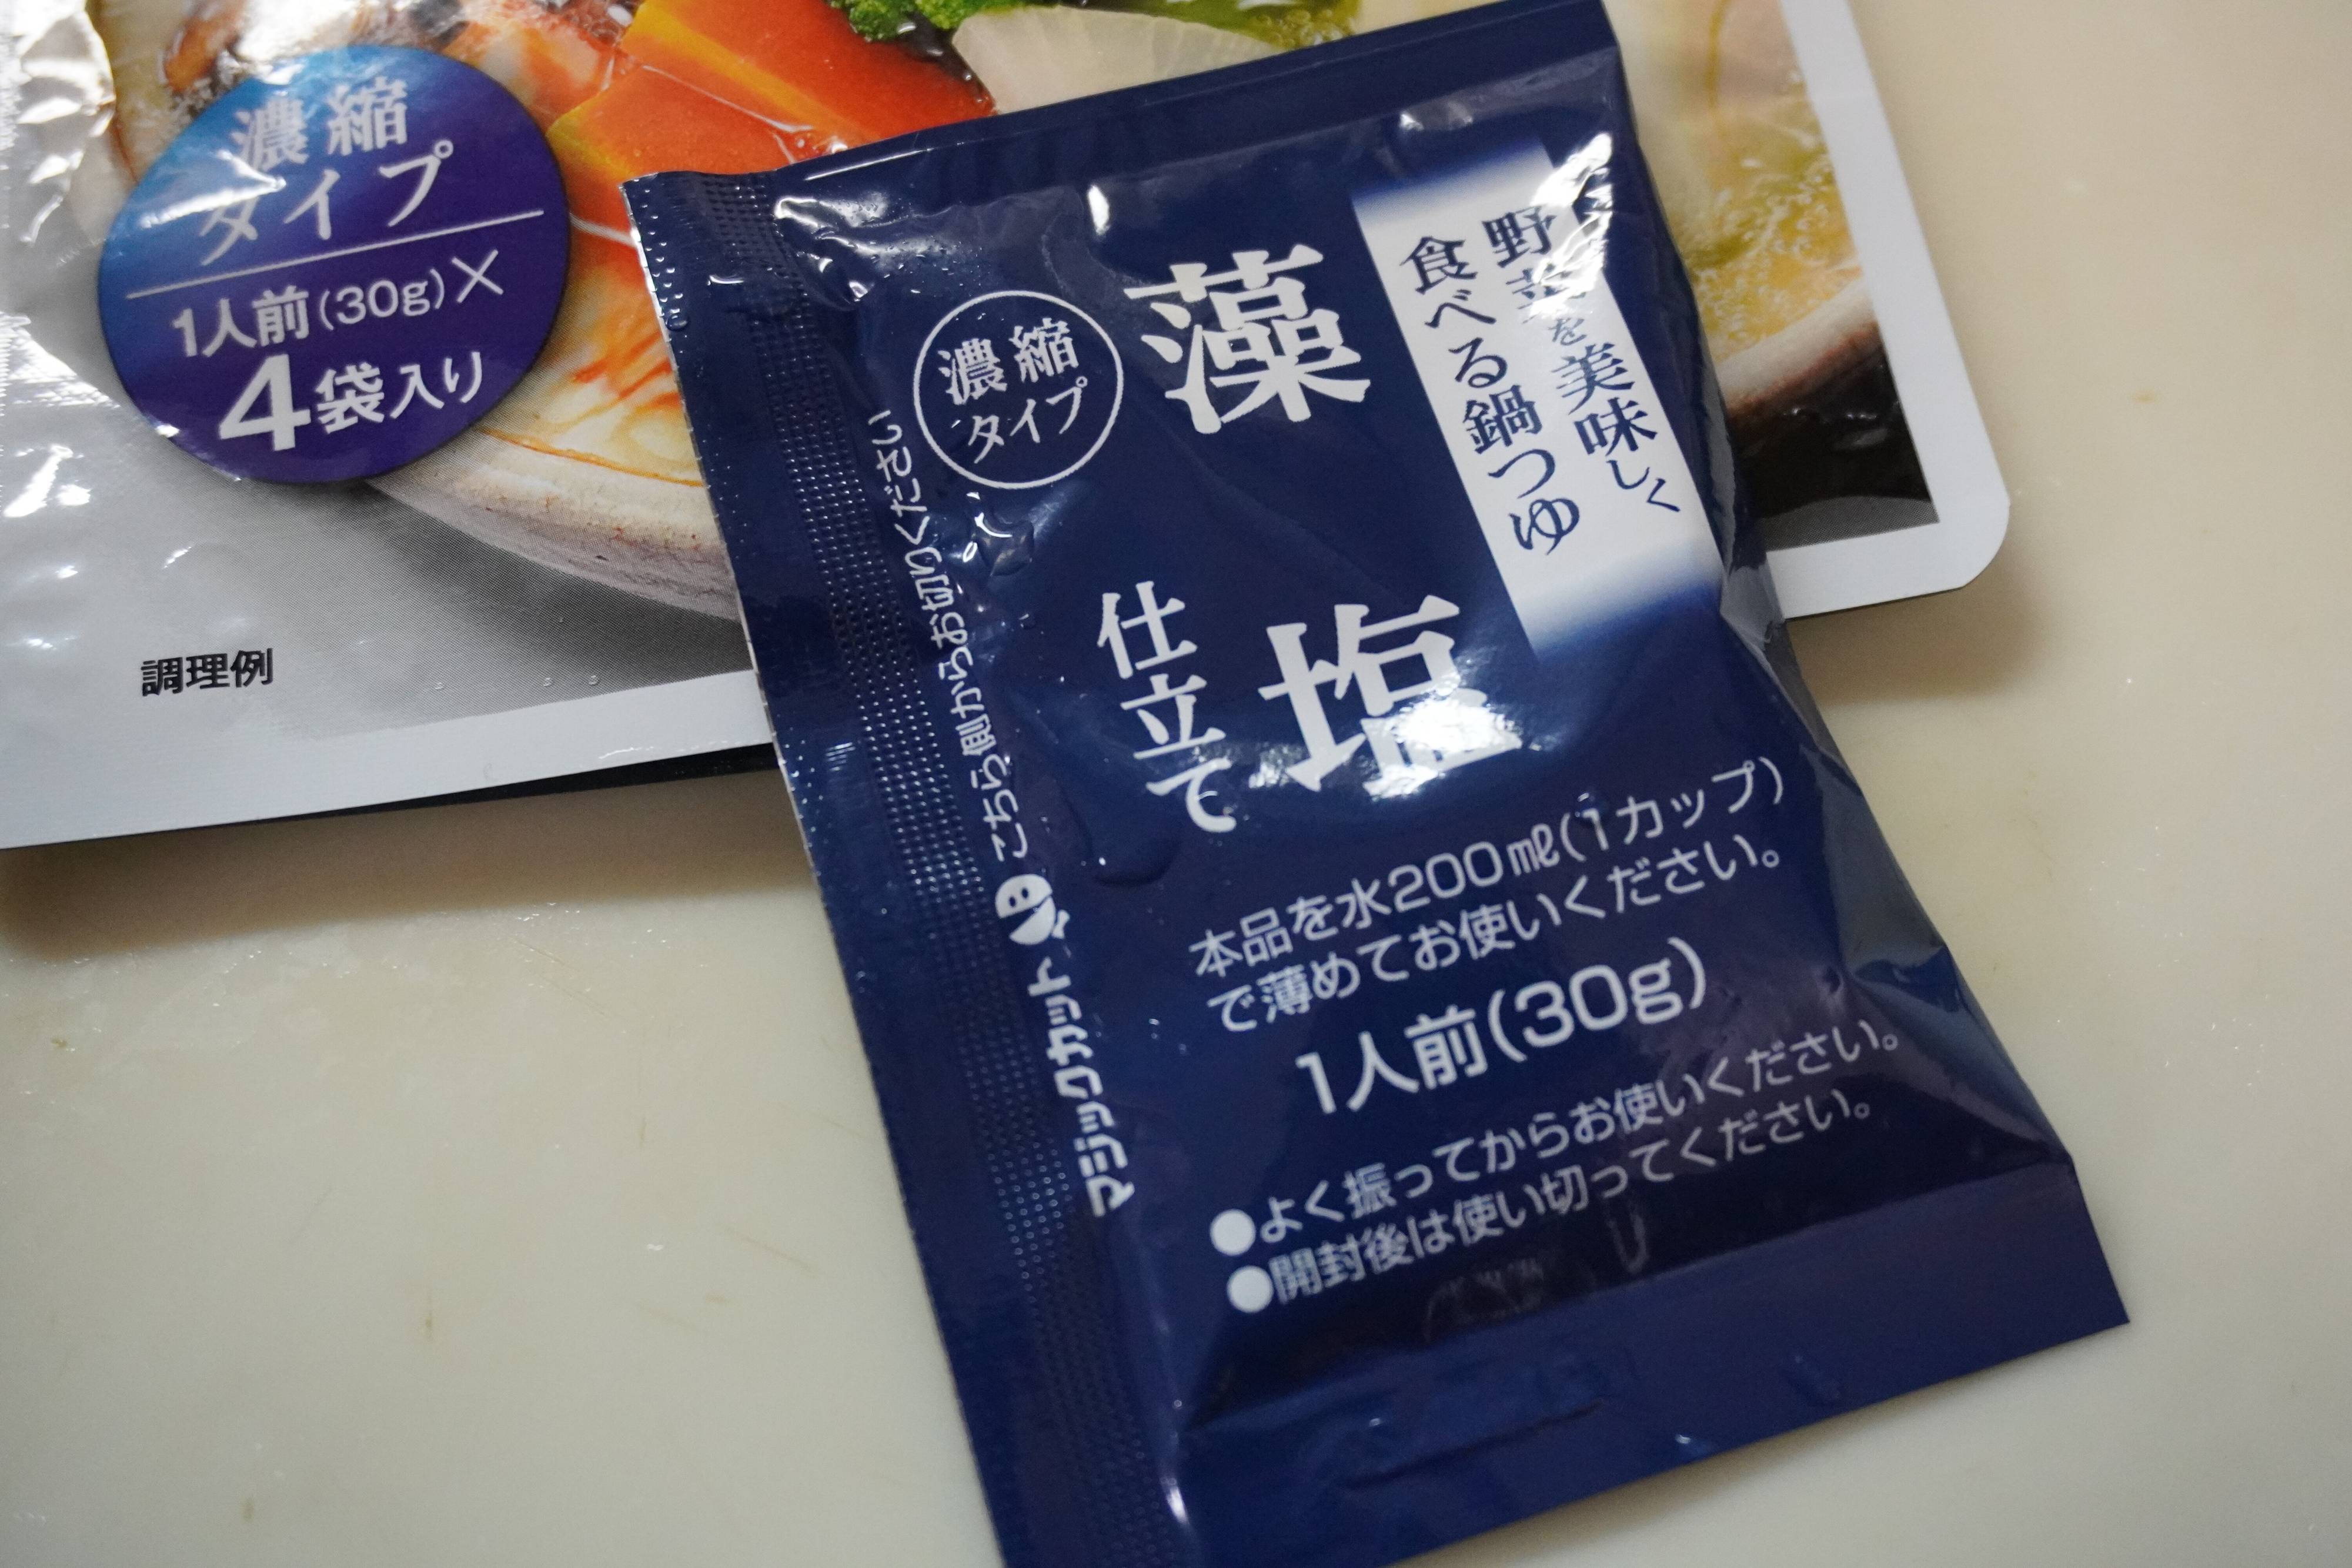 濃縮
タイプ
1人前(30g)×
4袋入り
調理例
野菜を美味しく
食べる鍋つゆ
藻塩
仕立て
濃縮
タイプ
マジックカット こちら側からお切りください
本品を水200㎖(1カップ)
で薄めてお使いください。
1人前(30g)
●よく振ってからお使いください。
●開封後は使い切ってください。